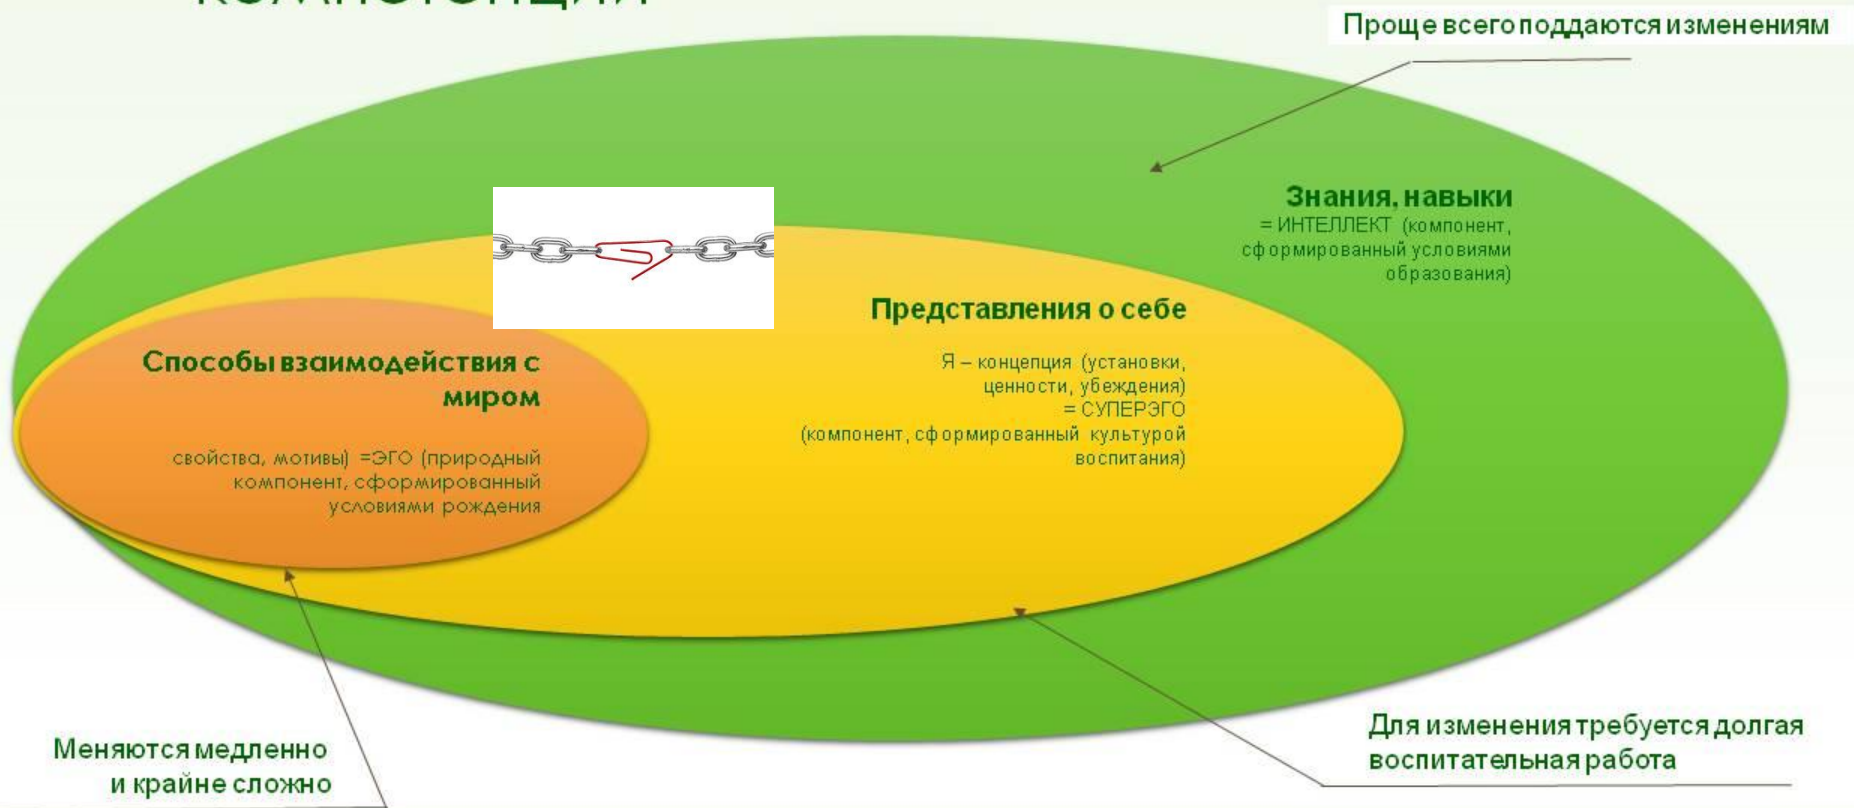 Проще всего поддаются изменениям
Знания, навыки
= ИНТЕЛЛЕКТ (компонент,
сформированный условиями
образования)
Представления о себе
Я – концепция (установки,
ценности, убеждения)
= СУПЕРЭГО
(компонент, сформированный культурой
воспитания)
Способы взаимодействия с
миром
свойства, мотивы) =ЭГО (природный
компонент, сформированный
условиями рождения
Меняются медленно
и крайне сложно
Для изменения требуется долгая
воспитательная работа